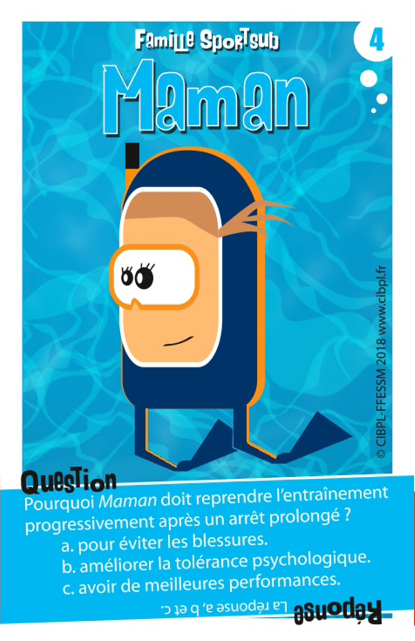 Famille Sportsub
4
Maman
© CIBPL-FFESSM 2018 www.cibpl.fr
Question
Pourquoi Maman doit reprendre l'entraînement
progressivement après un arrêt prolongé ?
a. pour éviter les blessures.
b. améliorer la tolérance psychologique.
c. avoir de meilleures performances.
Réponse
La réponse a, b et c.